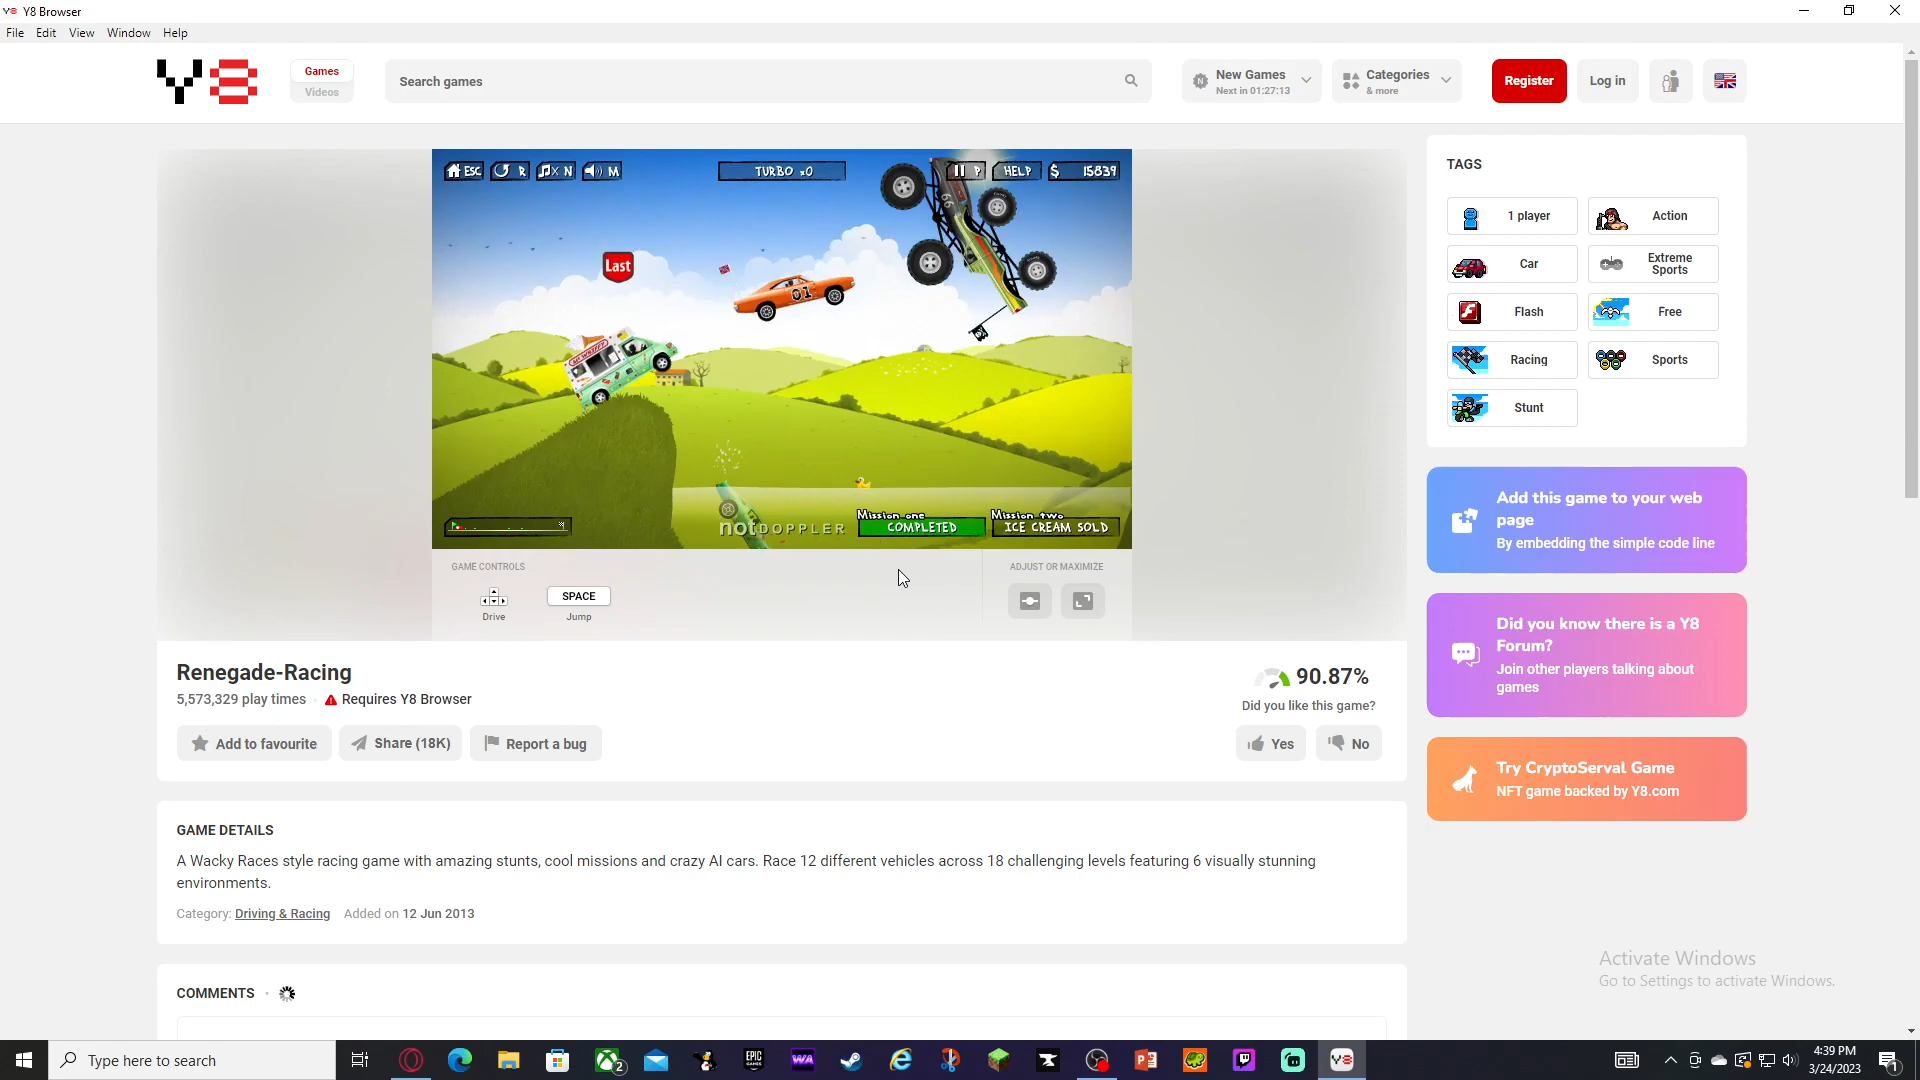 Y8 Browser
File Edit View Window Help
Y8
Games
Videos
Search games
New Games
Next in 01:27:13
Categories
& more
Register
Log in
ESC
R
N
M
TURBO x0
P
HELP
$ 15839
Last
01
66
Mission one
COMPLETED
Mission two
ICE CREAM SOLD
notDOPPLER
GAME CONTROLS
SPACE
Drive
Jump
ADJUST OR MAXIMIZE
Renegade-Racing
5,573,329 play times
Requires Y8 Browser
Add to favourite
Share (18K)
Report a bug
90.87%
Did you like this game?
Yes
No
GAME DETAILS
A Wacky Races style racing game with amazing stunts, cool missions and crazy AI cars. Race 12 different vehicles across 18 challenging levels featuring 6 visually stunning
environments.
Category: Driving & Racing Added on 12 Jun 2013
COMMENTS
TAGS
1 player
Action
Car
Extreme
Sports
Flash
Free
Racing
Sports
Stunt
Add this game to your web
page
By embedding the simple code line
Did you know there is a Y8
Forum?
Join other players talking about
games
Try CryptoServal Game
NFT game backed by Y8.com
Activate Windows
Go to Settings to activate Windows.
Type here to search
2
EPIC
GAMES
WA
Y8
4:39 PM
3/24/2023
1